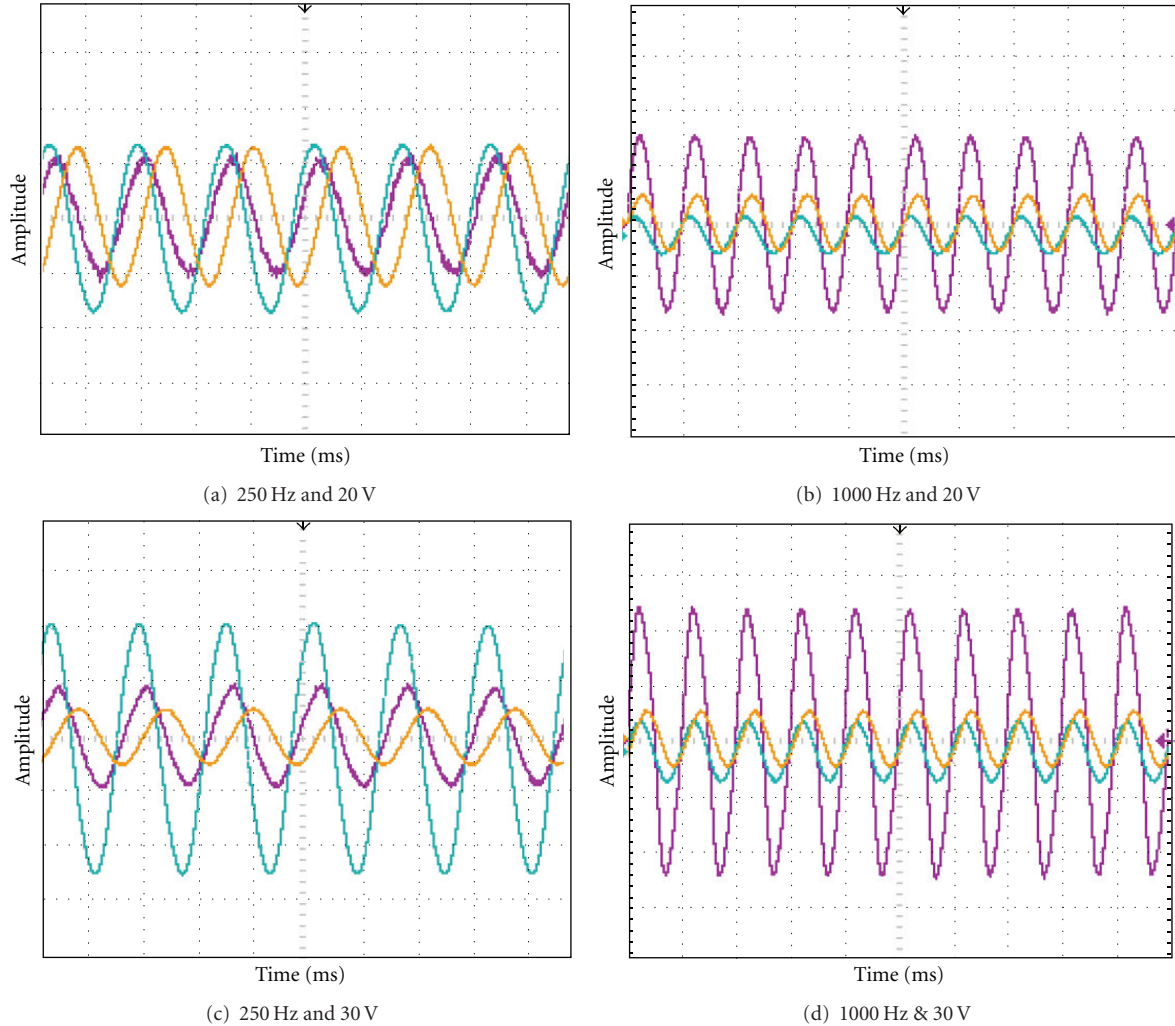 Amplitude
Time (ms)
(a) 250 Hz and 20 V
Amplitude
Time (ms)
(b) 1000 Hz and 20 V
Amplitude
Time (ms)
(c) 250 Hz and 30 V
Amplitude
Time (ms)
(d) 1000 Hz & 30 V